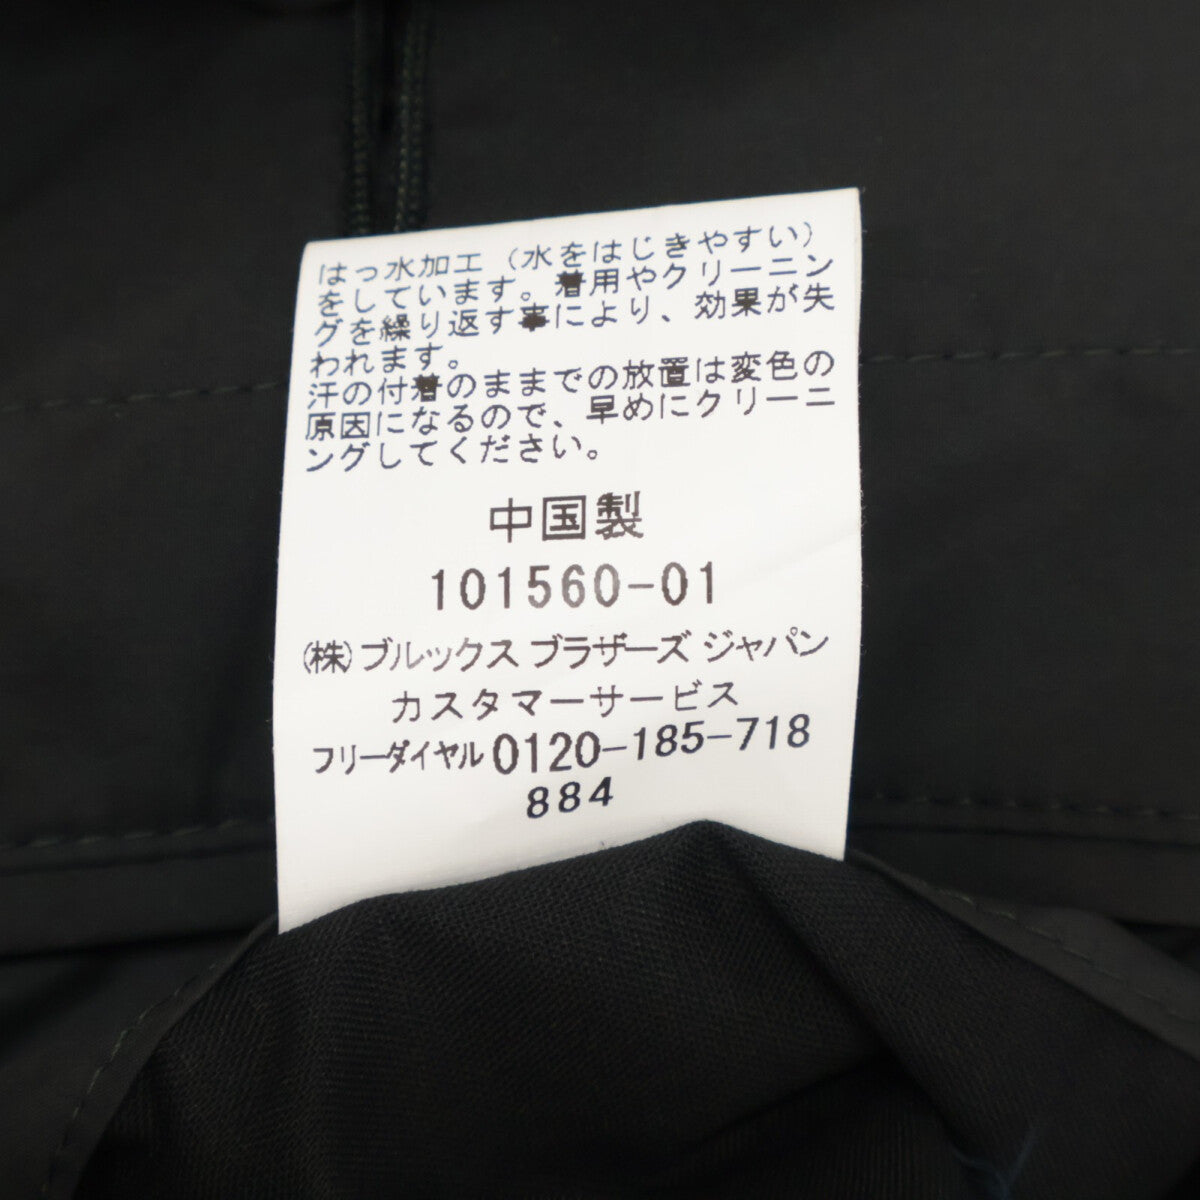 はっ水加工（水をはじきやすい）
をしています。着用やクリーニン
グを繰り返す事により、効果が失
われます。
汗の付着のままでの放置は変色の
原因になるので、早めにクリーニ
ングしてください。
中国製
101560-01
(株)ブルックス ブラザーズ ジャパン
カスタマーサービス
フリーダイヤル0120-185-718
884